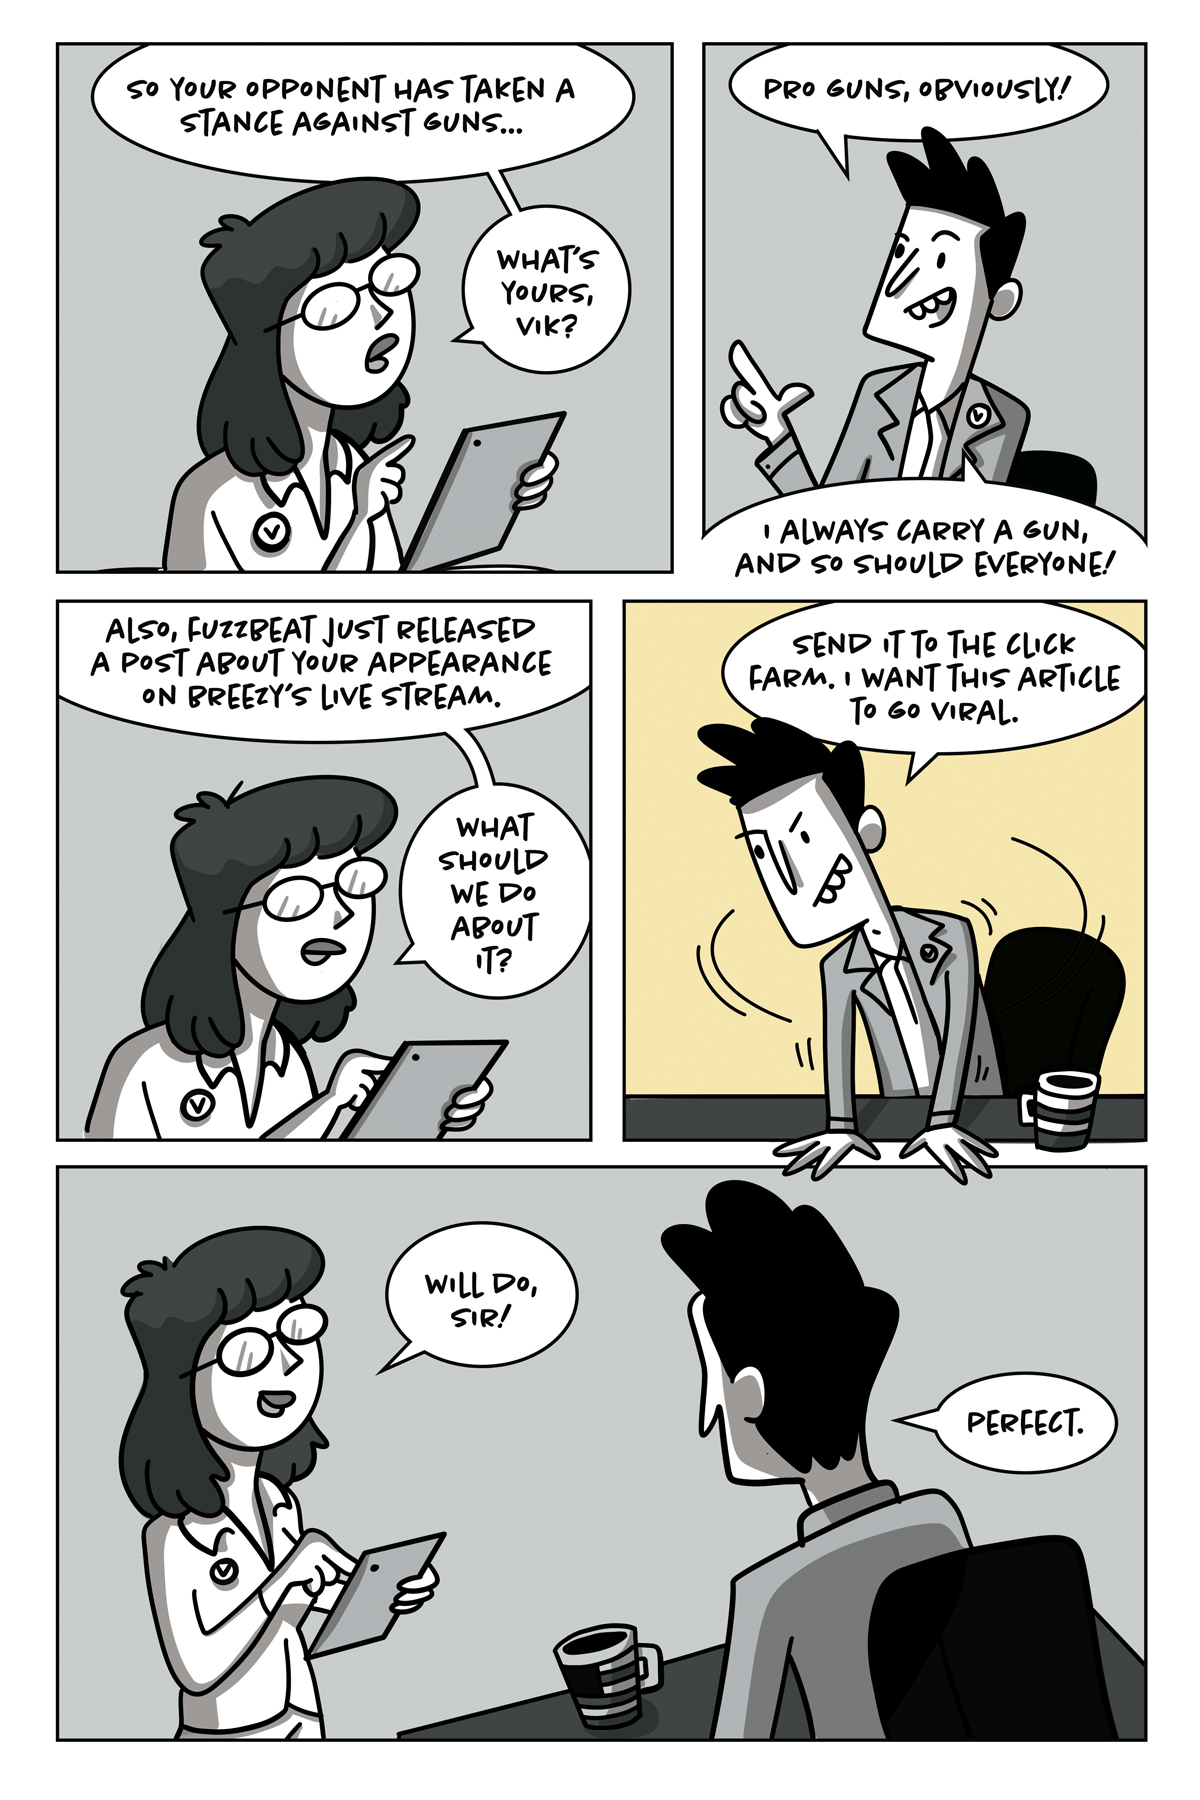 SO YOUR OPPONENT HAS TAKEN A
STANCE AGAINST GUNS...
WHAT'S
YOURS,
VIK?
PRO GUNS, OBVIOUSLY!
I ALWAYS CARRY A GUN,
AND SO SHOULD EVERYONE!
ALSO, FUZZBEAT JUST RELEASED
A POST ABOUT YOUR APPEARANCE
ON BREEZY'S LIVE STREAM.
WHAT
SHOULD
WE DO
ABOUT
IT?
SEND IT TO THE CLICK
FARM. I WANT THIS ARTICLE
TO GO VIRAL.
WILL DO,
SIR!
PERFECT.
V
V
V
V
V